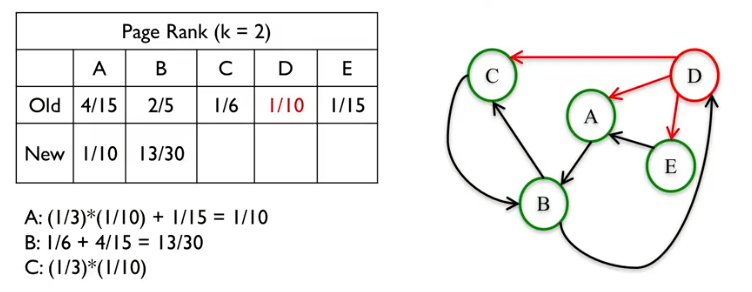 Page Rank (k = 2)
A B C D E
Old 4/15 2/5 1/6 1/10 1/15
New 1/10 13/30
A: (1/3)*(1/10) + 1/15 = 1/10
B: 1/6 + 4/15 = 13/30
C: (1/3)*(1/10)
C
D
A
E
B